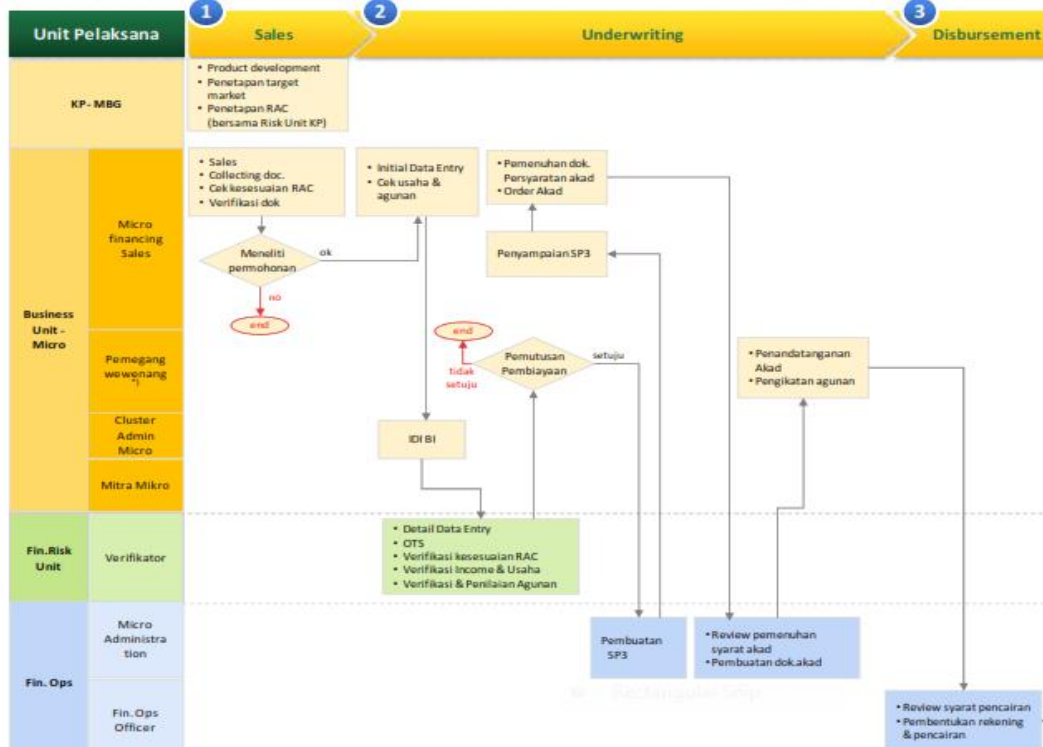 1
2
3
Unit Pelaksana
Sales
Underwriting
Disbursement
KP- MBG
• Product development
• Penetapan target
market
• Penetapan RAC
(bersama Risk Unit KP)
Business
Unit -
Micro
Micro
financing
Sales
• Sales
• Collecting doc.
• Cek kesesuaian RAC
• Verifikasi dok
• Initial Data Entry
• Cek usaha &
agunan
• Pemenuhan dok.
Persyaratan akad
• Order Akad
Meneliti
permohonan
ok
no
end
Penyampaian SP3
Pemegang
wewenang
*)
end
tidak
setuju
Pemutusan
Pembiayaan
setuju
• Penandatanganan
Akad
• Pengikatan agunan
Cluster
Admin
Micro
IDI BI
Mitra Mikro
Fin.Risk
Unit
Verifikator
• Detail Data Entry
• OTS
• Verifikasi kesesuaian RAC
• Verifikasi Income & Usaha
• Verifikasi & Penilaian Agunan
Fin. Ops
Micro
Administra
tion
Pembuatan
SP3
• Review pemenuhan
syarat akad
• Pembuatan dok.akad
Rectangular Snip
Fin.Ops
Officer
• Review syarat pencairan
• Pembentukan rekening
& pencairan